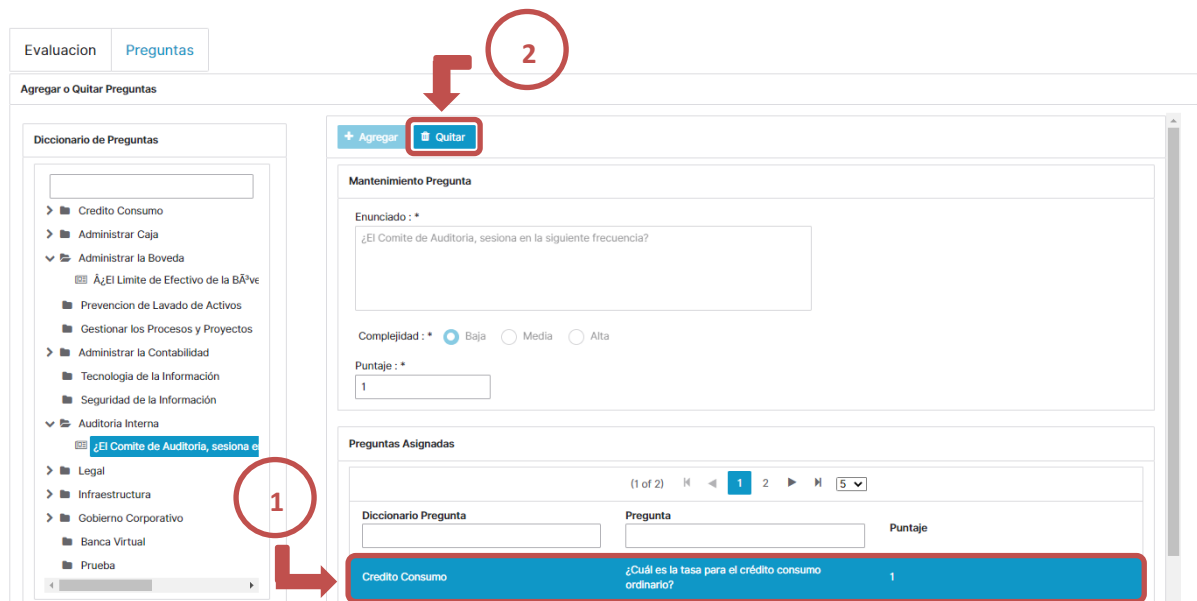 2
Evaluacion
Preguntas
Agregar o Quitar Preguntas
Diccionario de Preguntas
Credito Consumo
Administrar Caja
Administrar la Boveda
Â¿El Limite de Efectivo de la BÃ³ve
Prevencion de Lavado de Activos
Gestionar los Procesos y Proyectos
Administrar la Contabilidad
Tecnologia de la Información
Seguridad de la Información
Auditoria Interna
¿El Comite de Auditoria, sesiona e
Legal
Infraestructura
Gobierno Corporativo
Banca Virtual
Prueba
1
+ Agregar
Quitar
Mantenimiento Pregunta
Enunciado : *
¿El Comite de Auditoria, sesiona en la siguiente frecuencia?
Complejidad : * Baja Media Alta
Puntaje : *
1
Preguntas Asignadas
(1 of 2) 1 2 5
Diccionario Pregunta Pregunta Puntaje
Credito Consumo ¿Cuál es la tasa para el crédito consumo 1
ordinario?